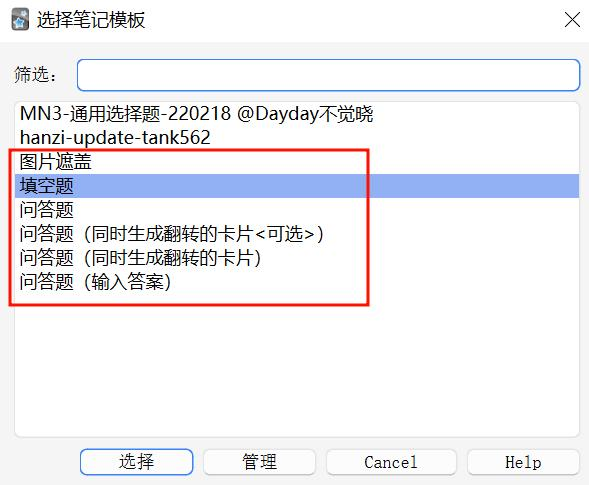 选择笔记模板
筛选：
MN3-通用选择题-220218 @Dayday不觉晓
hanzi-update-tank562
图片遮盖
填空题
问答题
问答题（同时生成翻转的卡片<可选>）
问答题（同时生成翻转的卡片）
问答题（输入答案）
选择 管理 Cancel Help